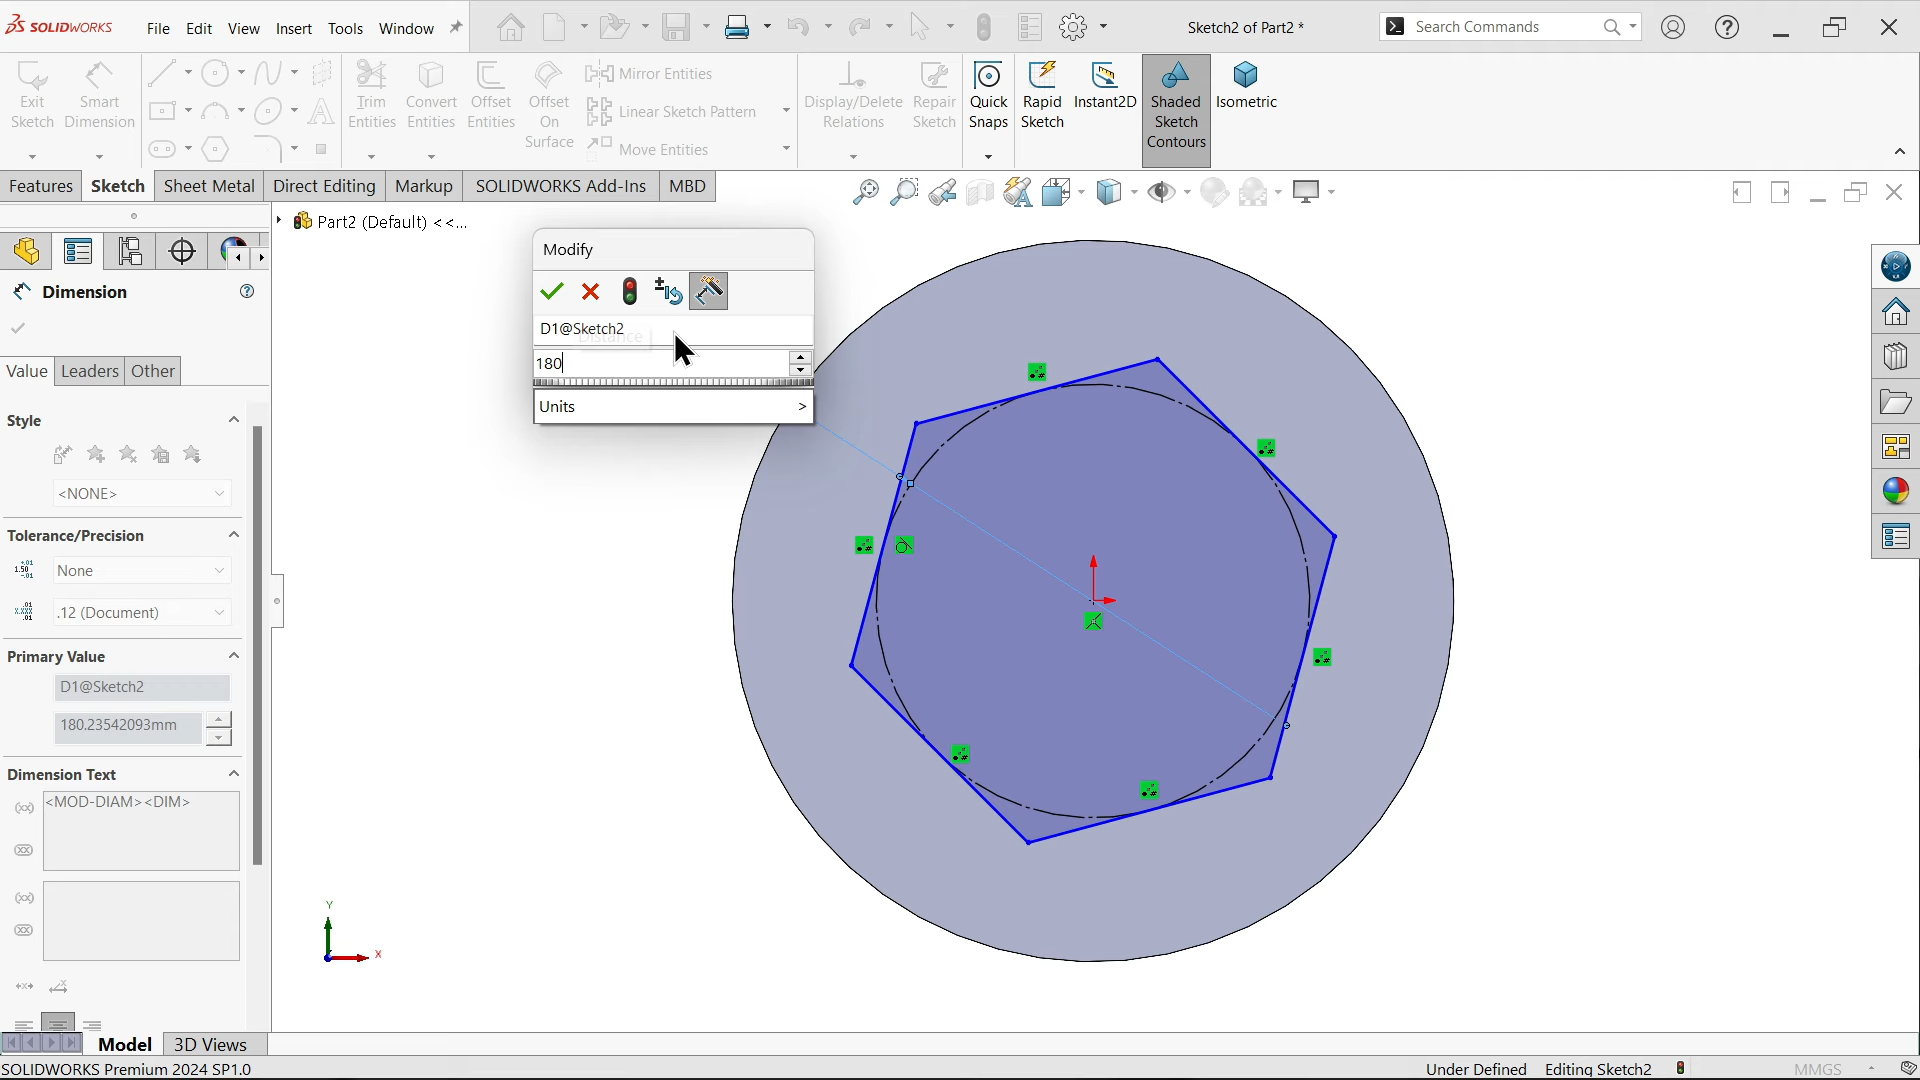 SOLIDWORKS
File Edit View Insert Tools Window
Sketch2 of Part2 *
Search Commands
Exit Sketch
Smart Dimension
Trim Entities
Convert Entities
Offset Entities
Offset On Surface
Mirror Entities
Linear Sketch Pattern
Move Entities
Display/Delete Relations
Repair Sketch
Quick Snaps
Rapid Sketch
Instant2D
Shaded Sketch Contours
Isometric
Features Sketch Sheet Metal Direct Editing Markup SOLIDWORKS Add-Ins MBD
Part2 (Default) <<...
Dimension
Value Leaders Other
Style
<NONE>
Tolerance/Precision
None
.12 (Document)
Primary Value
D1@Sketch2
180.23542093mm
Dimension Text
<MOD-DIAM><DIM>
Modify
D1@Sketch2
Distance
180
Units >
Y
X
Model 3D Views
SOLIDWORKS Premium 2024 SP1.0
Under Defined Editing Sketch2 MMGS